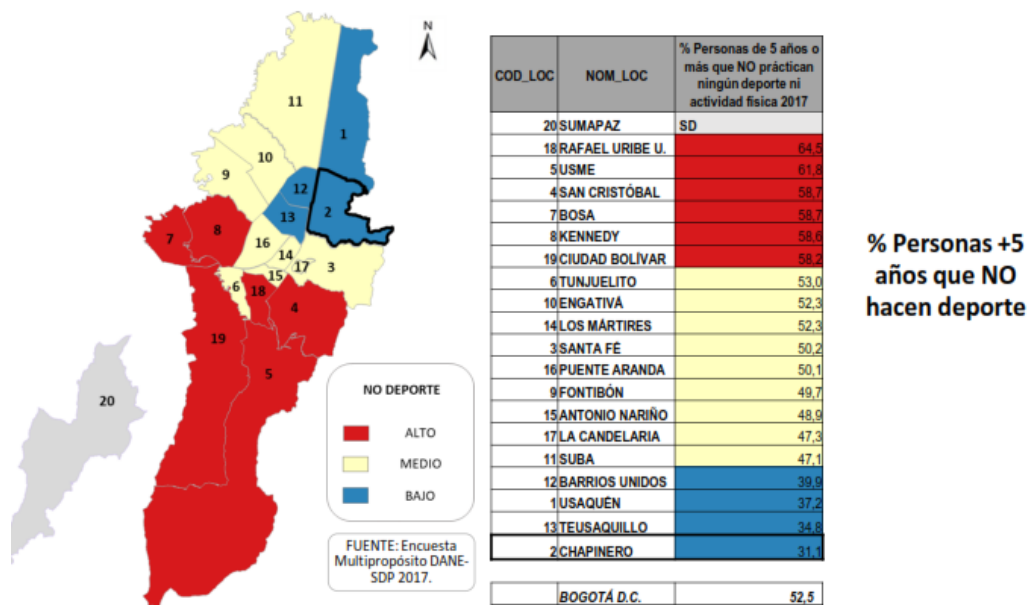 N
11
1
10
9
12
2
13
8
7
16
14
17
3
15
6
18
4
19
5
20
NO DEPORTE
ALTO
MEDIO
BAJO
FUENTE: Encuesta
Multipropósito DANE-
SDP 2017.
COD_LOC NOM_LOC % Personas de 5 años o
más que NO práctican
ningún deporte ni
actividad física 2017
20 SUMAPAZ SD
18 RAFAEL URIBE U. 64,5
5 USME 61,8
4 SAN CRISTÓBAL 58,7
7 BOSA 58,7
8 KENNEDY 58,6
19 CIUDAD BOLÍVAR 58,2
6 TUNJUELITO 53,0
10 ENGATIVÁ 52,3
14 LOS MÁRTIRES 52,3
3 SANTA FÉ 50,2
16 PUENTE ARANDA 50,1
9 FONTIBÓN 49,7
15 ANTONIO NARIÑO 48,9
17 LA CANDELARIA 47,3
11 SUBA 47,1
12 BARRIOS UNIDOS 39,9
1 USAQUÉN 37,2
13 TEUSAQUILLO 34,8
2 CHAPINERO 31,1
BOGOTÁ D.C. 52,5
% Personas +5
años que NO
hacen deporte